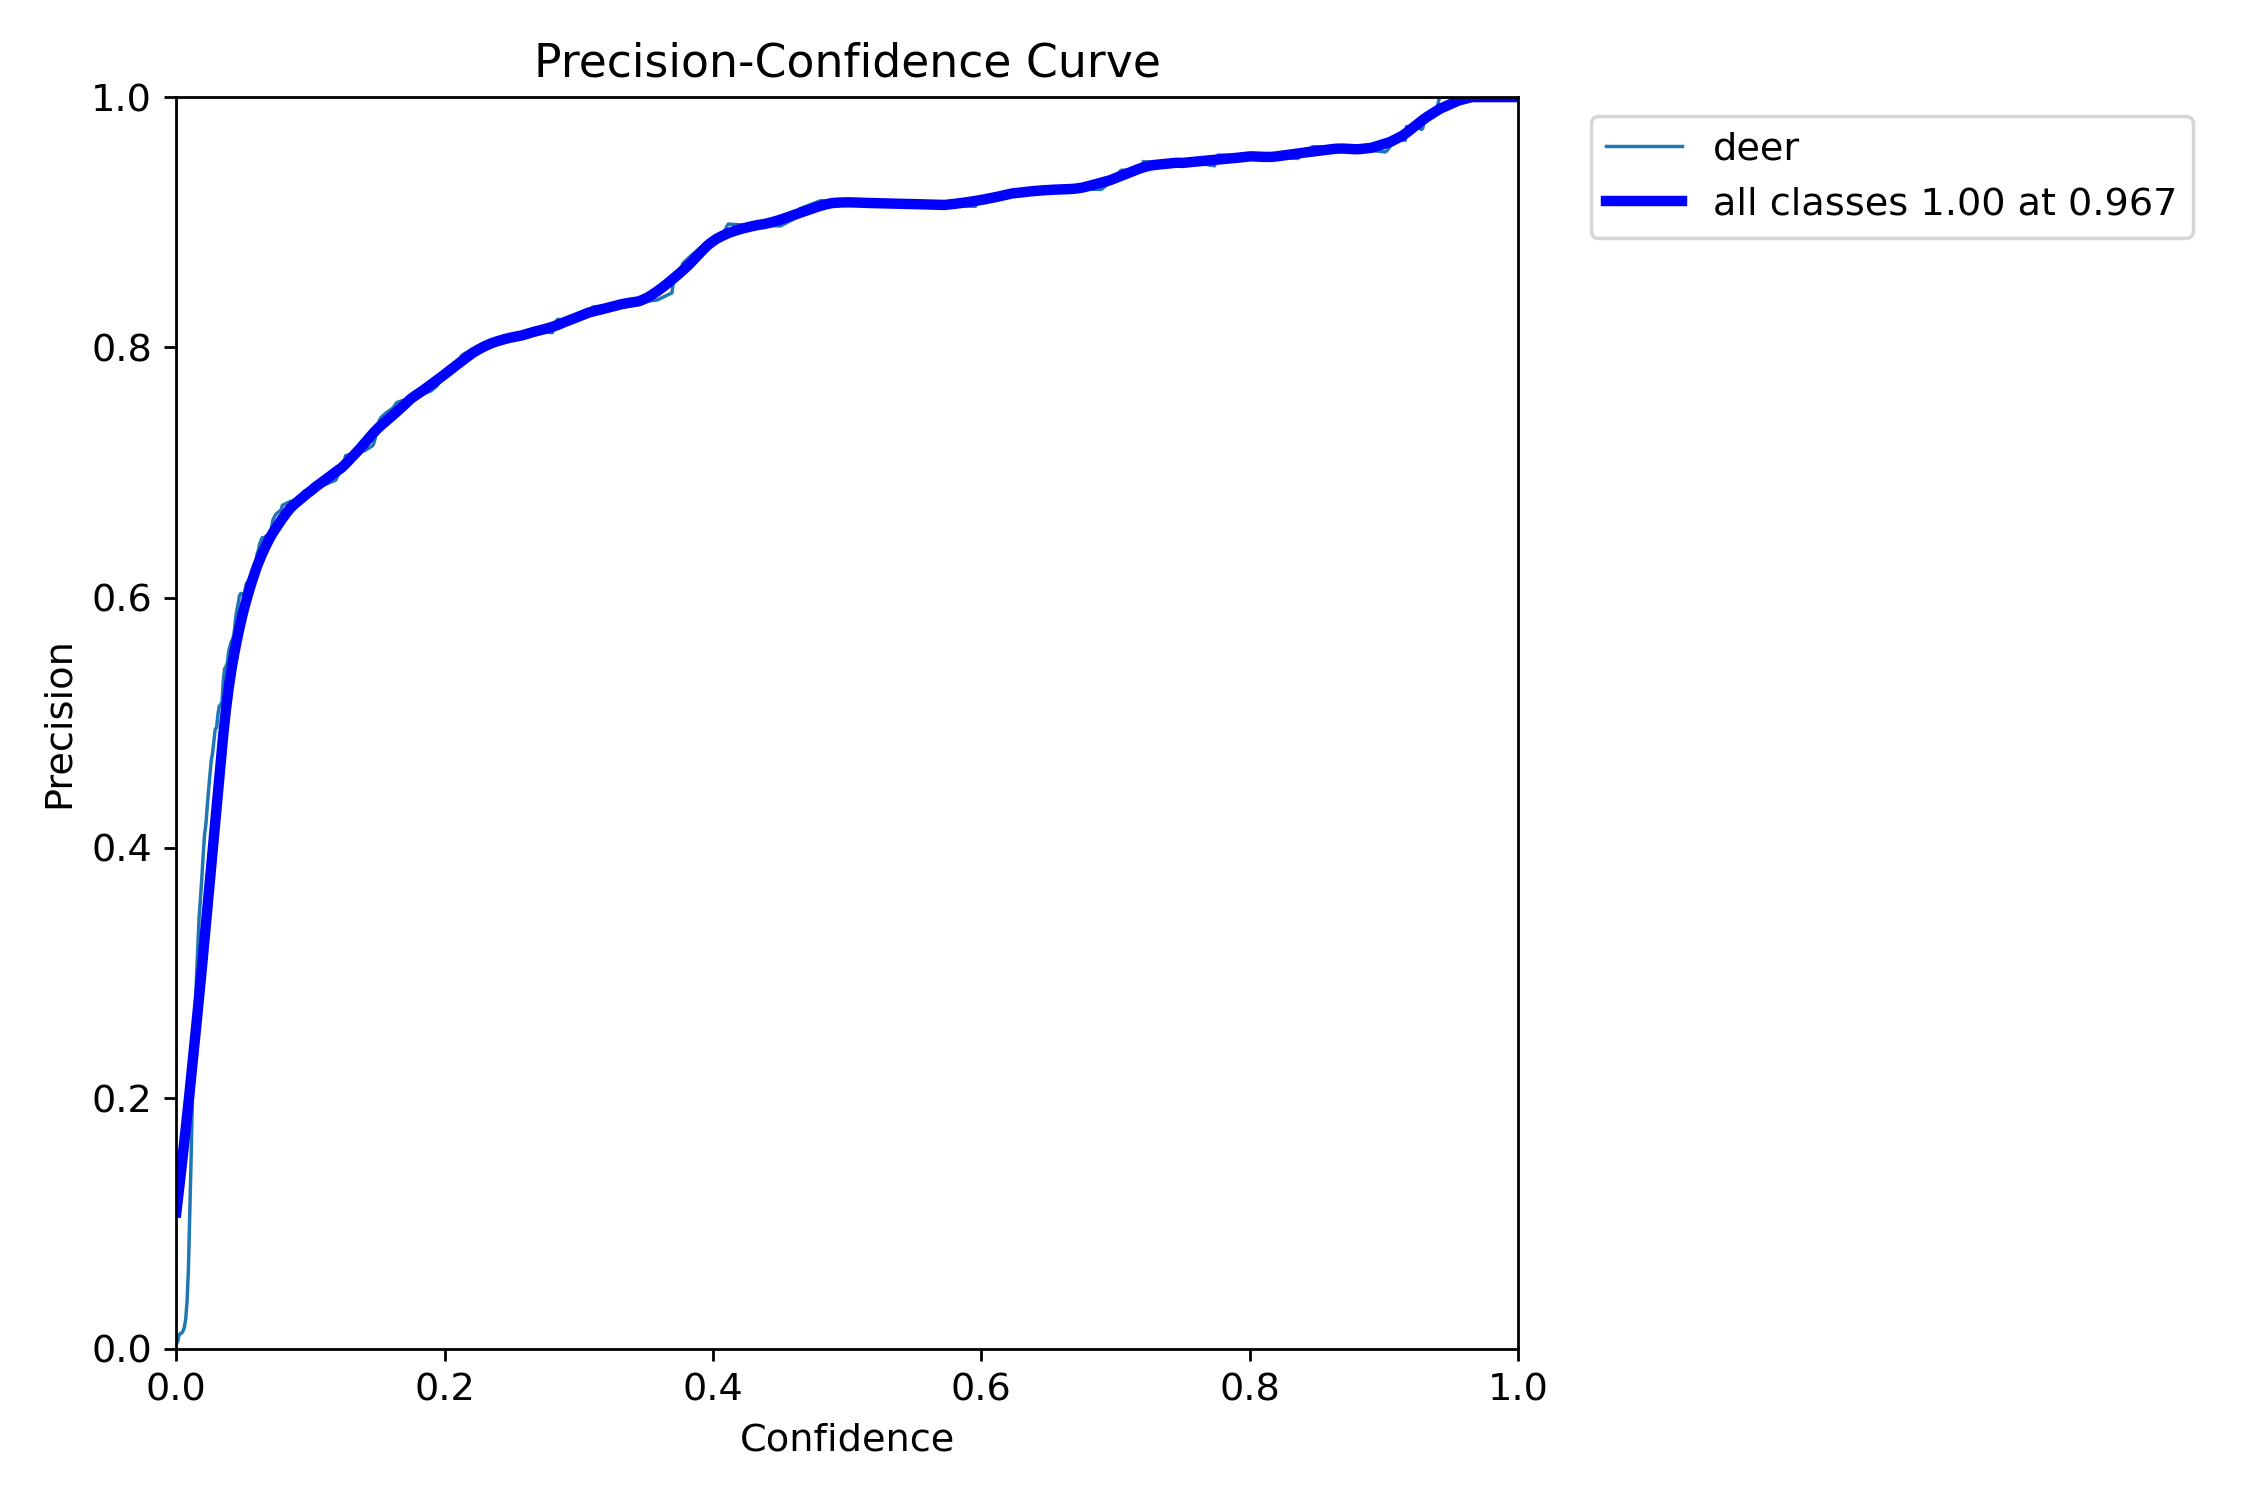 Precision-Confidence Curve
1.0
0.8
0.6
0.4
0.2
0.0
Precision
0.0 0.2 0.4 0.6 0.8 1.0
Confidence
deer
all classes 1.00 at 0.967